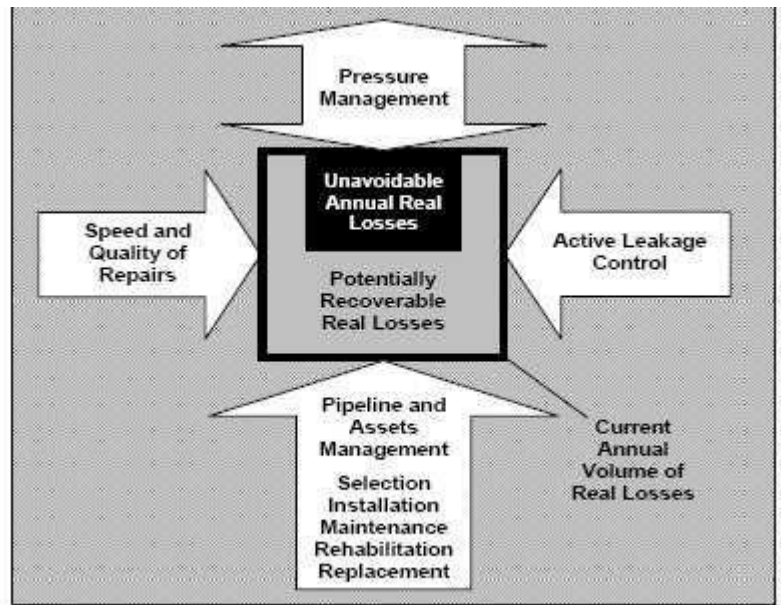 Pressure
Management
Unavoidable
Annual Real
Losses
Speed and
Quality of
Repairs
Active Leakage
Control
Potentially
Recoverable
Real Losses
Pipeline and
Assets
Management
Selection
Installation
Maintenance
Rehabilitation
Replacement
Current
Annual
Volume of
Real Losses